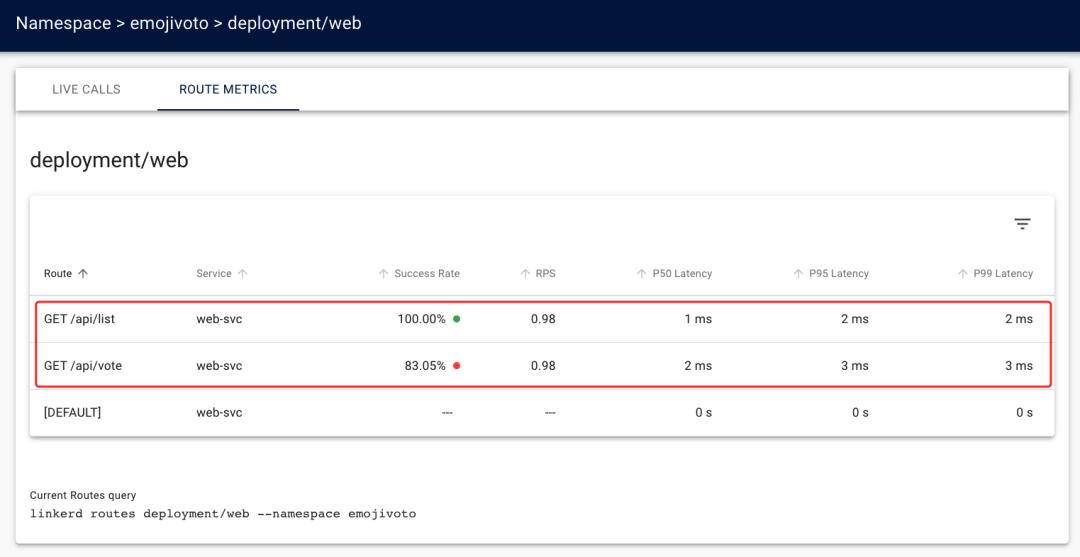 Namespace > emojivoto > deployment/web
LIVE CALLS ROUTE METRICS
deployment/web
Route Service Success Rate RPS P50 Latency P95 Latency P99 Latency
GET /api/list web-svc 100.00% 0.98 1 ms 2 ms 2 ms
GET /api/vote web-svc 83.05% 0.98 2 ms 3 ms 3 ms
[DEFAULT] web-svc --- --- 0 s 0 s 0 s
Current Routes query
linkerd routes deployment/web --namespace emojivoto